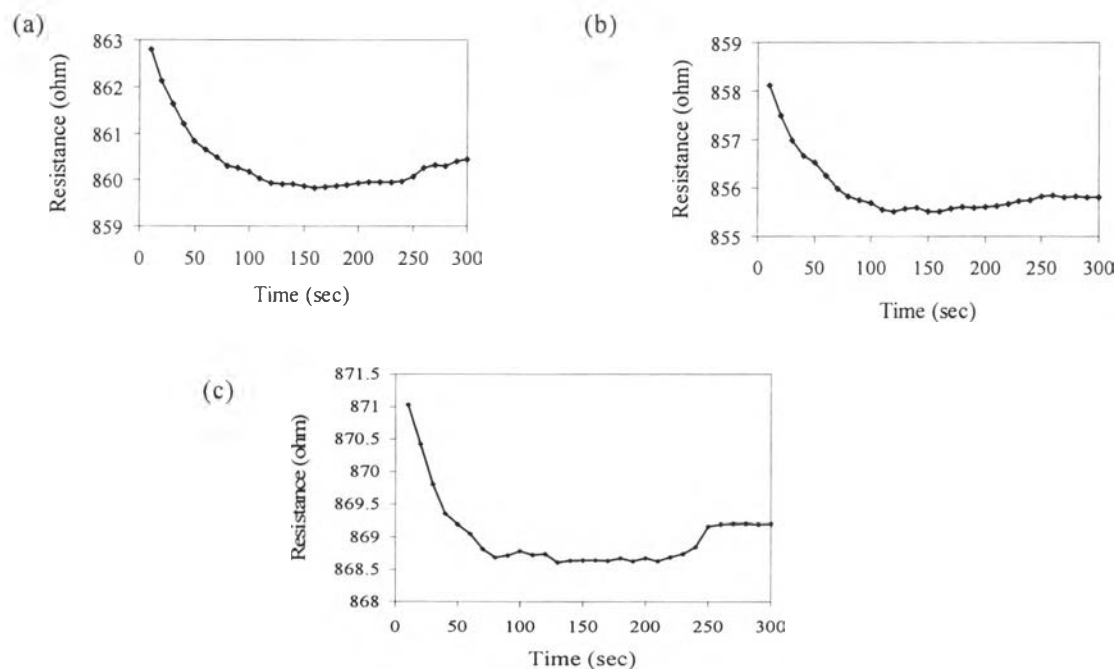 (a)
863
862
861
860
859
Resistance (ohm)
0 50 100 150 200 250 300
Time (sec)
(b)
859
858
857
856
855
Resistance (ohm)
0 50 100 150 200 250 300
Time (sec)
(c)
871.5
871
870.5
870
869.5
869
868.5
868
Resistance (ohm)
0 50 100 150 200 250 300
Time (sec)